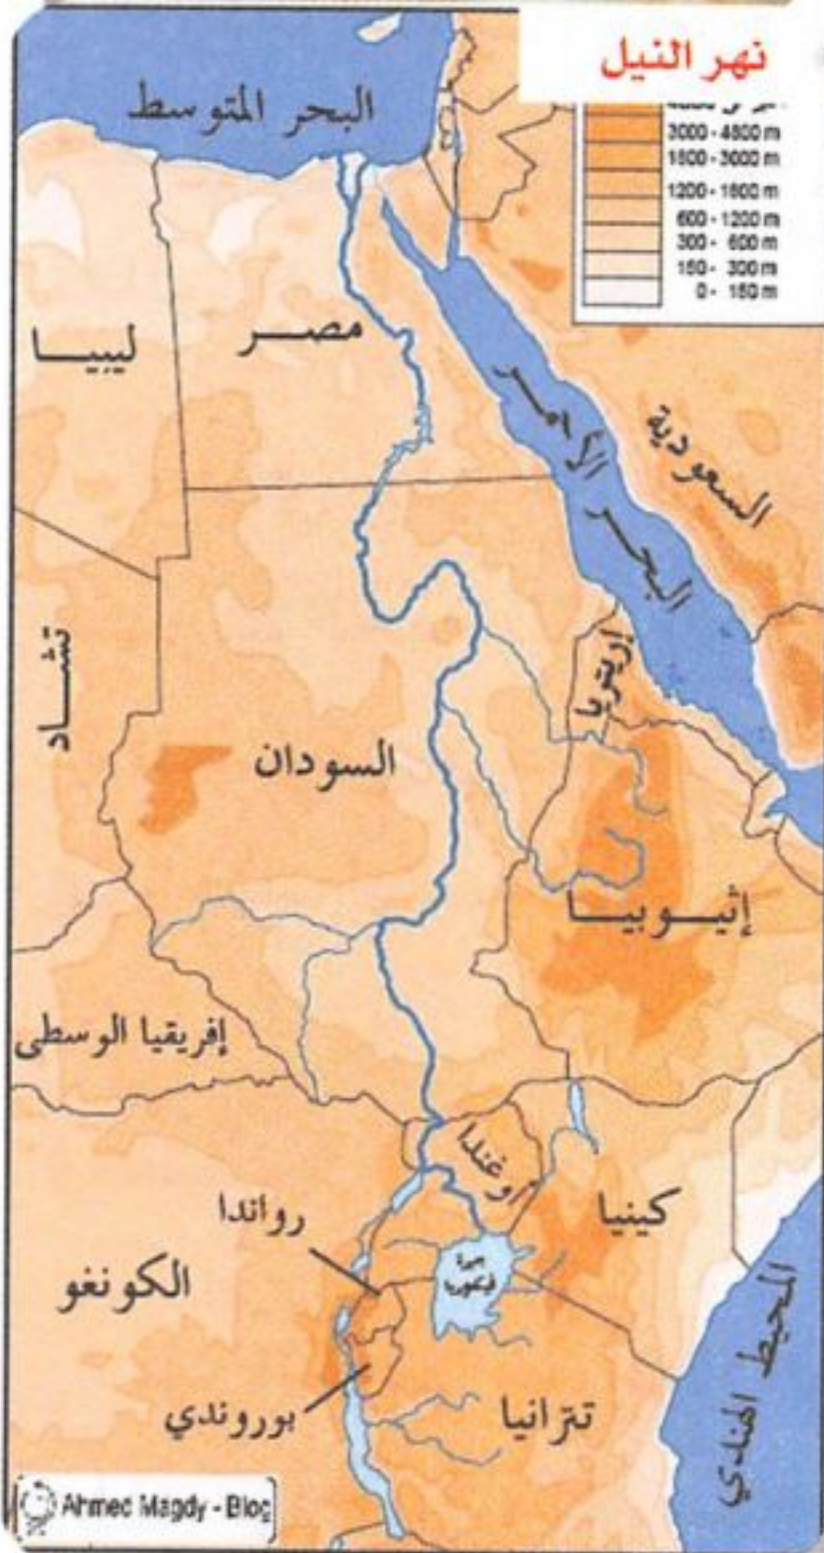 نهر النيل
3000 - 4800 m
1800 - 3000 m
1200 - 1800 m
600 - 1200 m
300 - 600 m
150 - 300 m
0 - 150 m
البحر المتوسط
ليبيا
مصر
السعودية
البحر الأحمر
تشاد
إريتريا
السودان
إثيوبيا
إفريقيا الوسطى
أوغندا
كينيا
رواندا
الكونغو
بحيرة
فيكتوريا
المحيط الهندي
بوروندي
تنزانيا
Ahmed Magdy - Blog